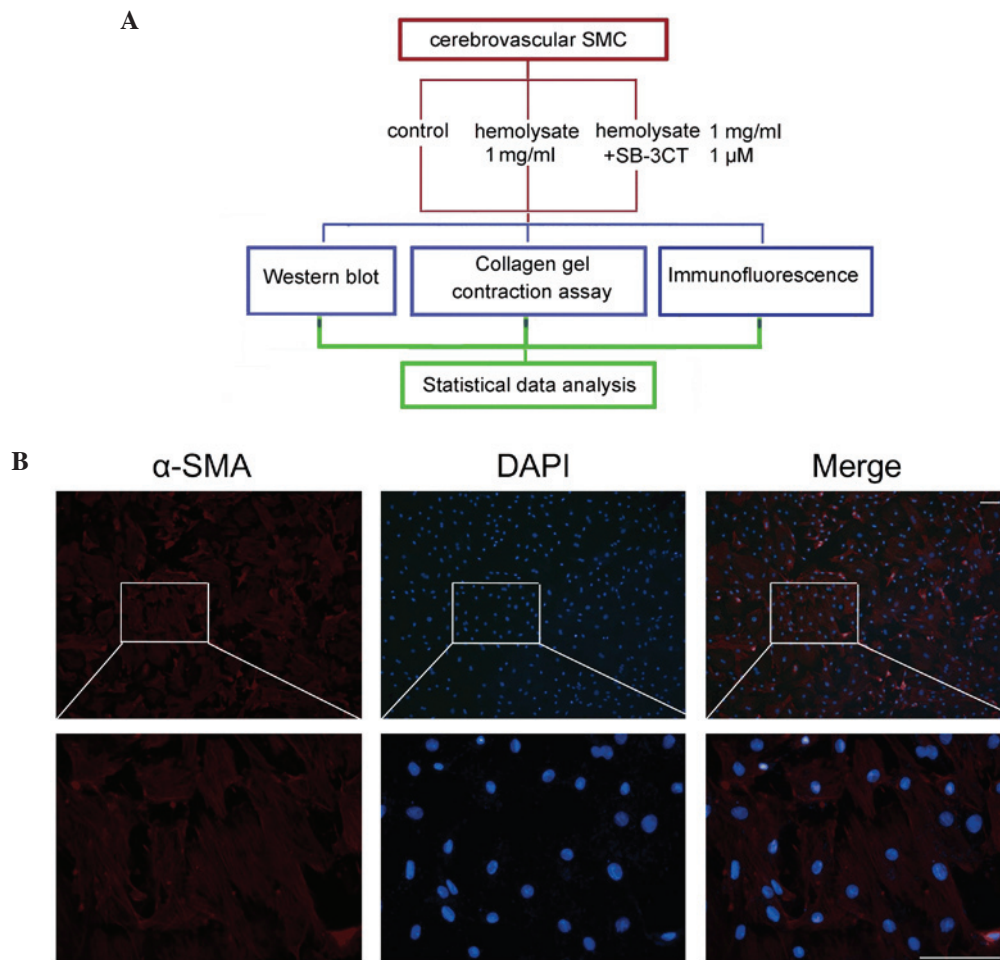 A
cerebrovascular SMC
control
hemolysate
1 mg/ml
hemolysate 1 mg/ml
+SB-3CT 1 µM
Western blot
Collagen gel
contraction assay
Immunofluorescence
Statistical data analysis
B
α-SMA DAPI Merge